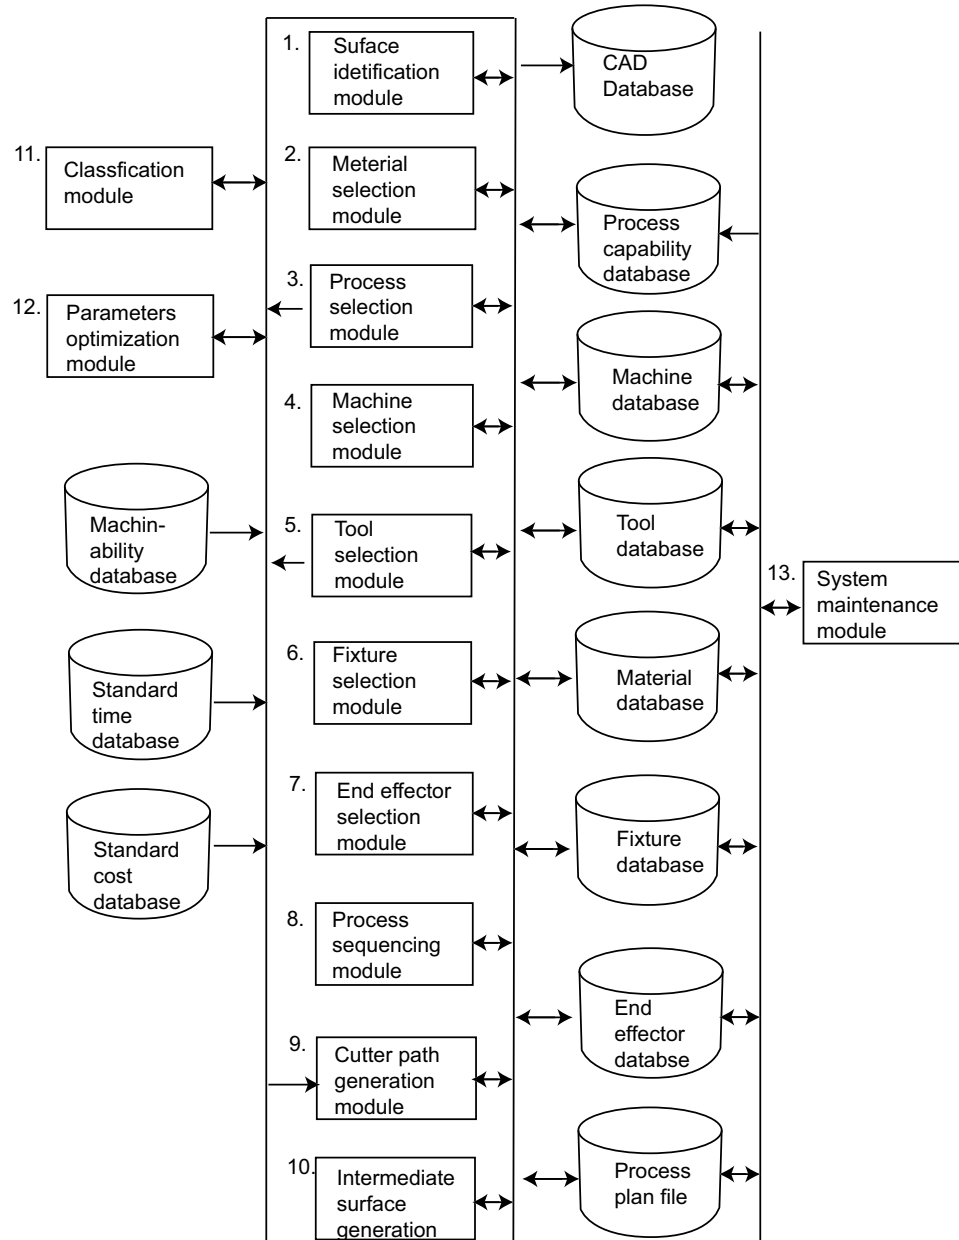 1.
Suface
idetification
module
CAD
Database
11.
Classfication
module
2.
Meterial
selection
module
Process
capability
database
12.
Parameters
optimization
module
3.
Process
selection
module
Machine
database
4.
Machine
selection
module
Machin-
ability
database
5.
Tool
selection
module
Tool
database
13.
System
maintenance
module
Standard
time
database
6.
Fixture
selection
module
Material
database
Standard
cost
database
7.
End effector
selection
module
Fixture
database
8.
Process
sequencing
module
End
effector
databse
9.
Cutter path
generation
module
10.
Intermediate
surface
generation
Process
plan file